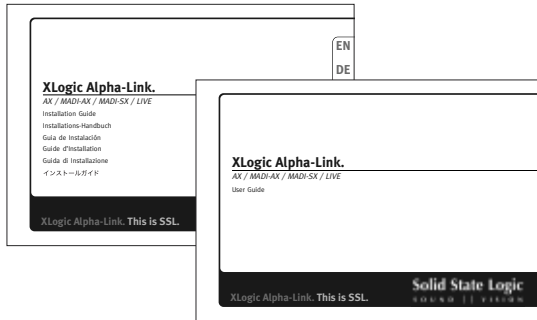 EN
DE
XLogic Alpha-Link.
AX / MADI-AX / MADI-SX / LIVE
Installation Guide
Installations-Handbuch
Guia de Instalación
Guide d'Installation
Guida di Installazione
インストールガイド
XLogic Alpha-Link. This is SSL.
XLogic Alpha-Link.
AX / MADI-AX / MADI-SX / LIVE
User Guide
XLogic Alpha-Link. This is SSL.
Solid State Logic
SOUND || VISION